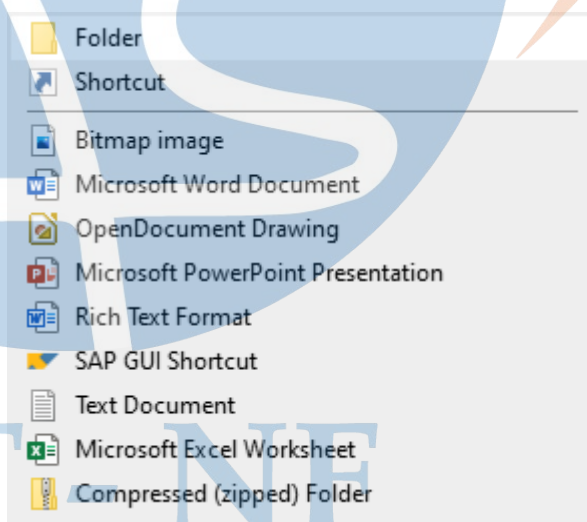 Folder
Shortcut
Bitmap image
Microsoft Word Document
OpenDocument Drawing
Microsoft PowerPoint Presentation
Rich Text Format
SAP GUI Shortcut
Text Document
Microsoft Excel Worksheet
Compressed (zipped) Folder